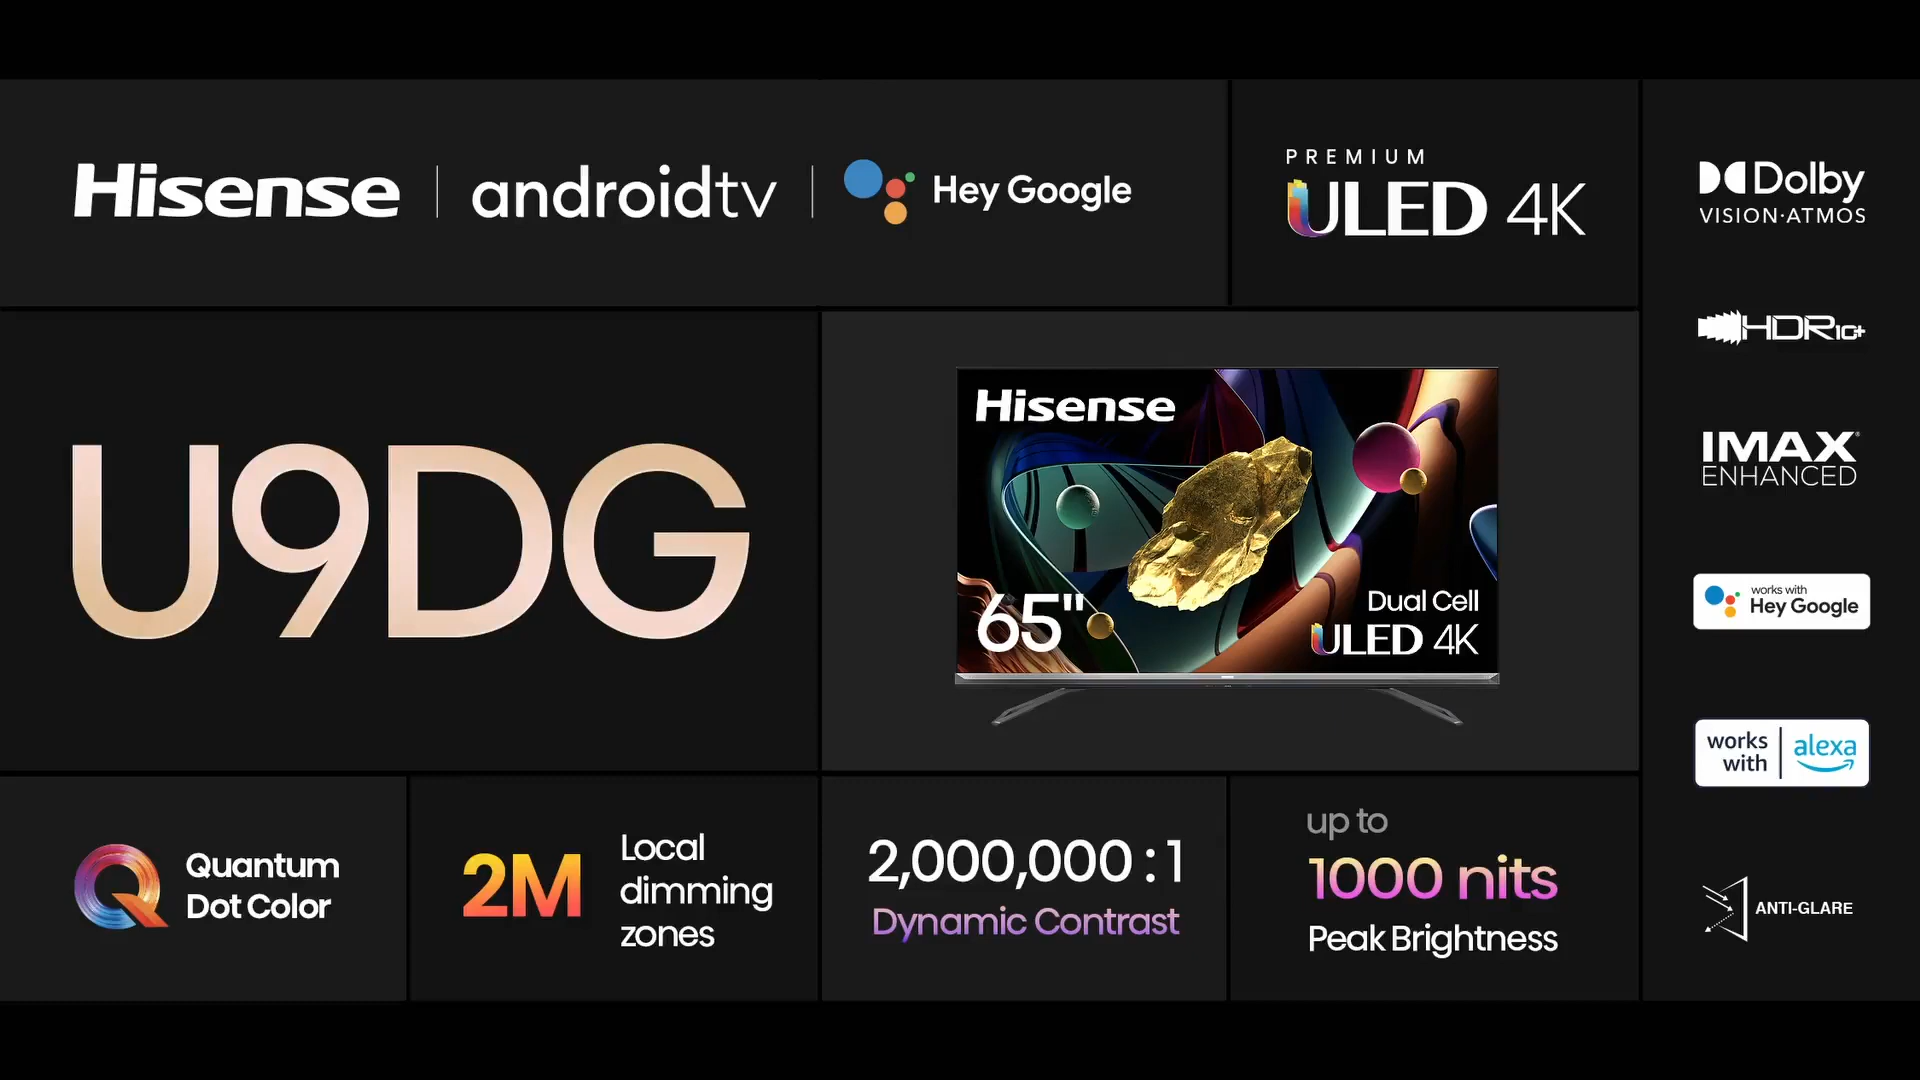 Hisense | androidtv | Hey Google
PREMIUM
ULED 4K
U9DG
Hisense
65"
Dual Cell
ULED 4K
Quantum
Dot Color
2M
Local
dimming
zones
2,000,000:1
Dynamic Contrast
up to
1000 nits
Peak Brightness
Dolby
VISION·ATMOS
HDR10+
IMAX®
ENHANCED
works with
Hey Google
works
with
alexa
ANTI-GLARE